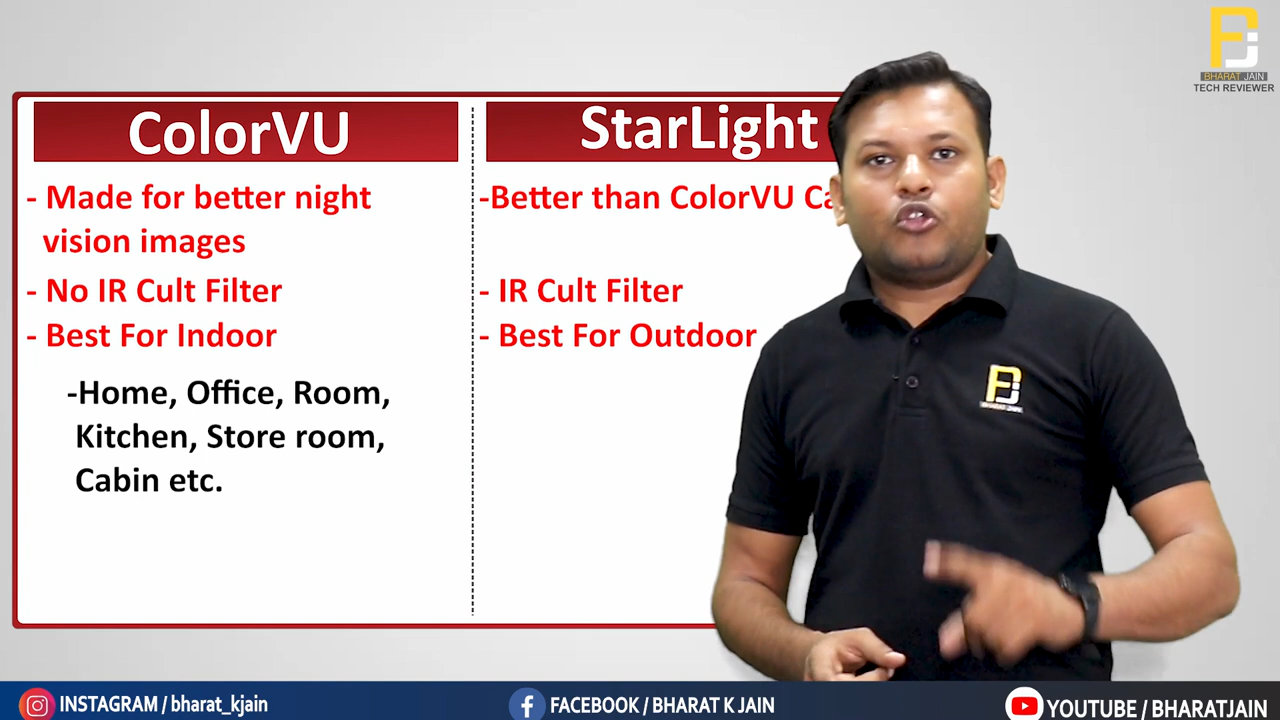 BHARAT JAIN
TECH REVIEWER
ColorVU
- Made for better night
vision images
- No IR Cult Filter
- Best For Indoor
-Home, Office, Room,
Kitchen, Store room,
Cabin etc.
StarLight
-Better than ColorVU
- IR Cult Filter
- Best For Outdoor
BHARAT JAIN
INSTAGRAM / bharat_kjain
FACEBOOK / BHARAT K JAIN
YOUTUBE / BHARATJAIN